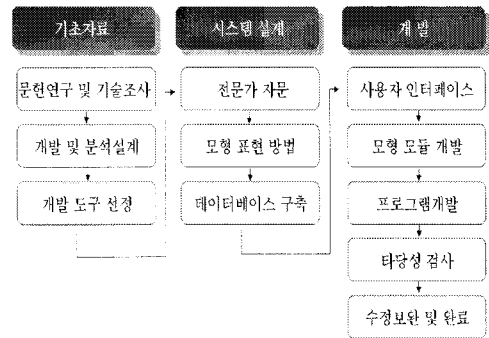 기초자료
문헌연구 및 기술조사
개발 및 분석설계
개발 도구 선정
시스템 설계
전문가 자문
모형 표현 방법
데이터베이스 구축
개 발
사용자 인터페이스
모형 모듈 개발
프로그램개발
타당성 검사
수정보완 및 완료